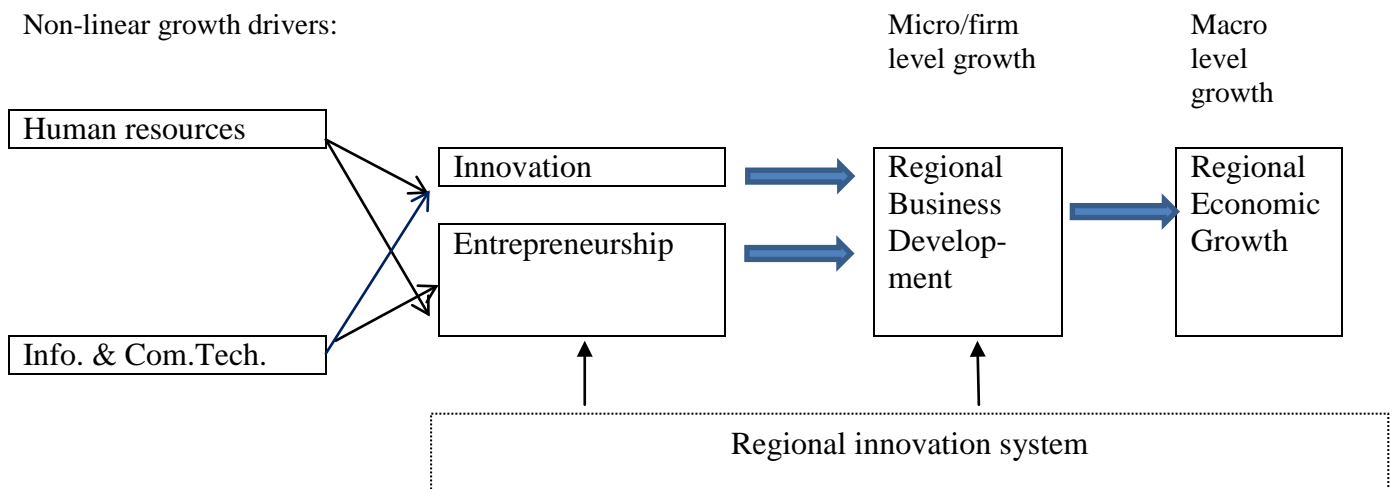 Non-linear growth drivers:
Micro/firm
level growth
Macro
level
growth
Human resources
Innovation
Entrepreneurship
Info. & Com.Tech.
Regional
Business
Develop-
ment
Regional
Economic
Growth
Regional innovation system